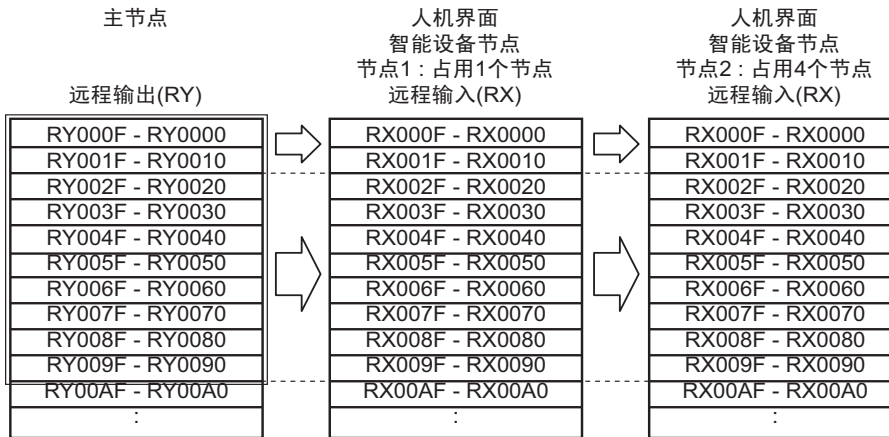 主节点
远程输出(RY)
RY000F - RY0000
RY001F - RY0010
RY002F - RY0020
RY003F - RY0030
RY004F - RY0040
RY005F - RY0050
RY006F - RY0060
RY007F - RY0070
RY008F - RY0080
RY009F - RY0090
RY00AF - RY00A0
:
人机界面
智能设备节点
节点1 : 占用1个节点
远程输入(RX)
RX000F - RX0000
RX001F - RX0010
RX002F - RX0020
RX003F - RX0030
RX004F - RX0040
RX005F - RX0050
RX006F - RX0060
RX007F - RX0070
RX008F - RX0080
RX009F - RX0090
RX00AF - RX00A0
:
人机界面
智能设备节点
节点2 : 占用4个节点
远程输入(RX)
RX000F - RX0000
RX001F - RX0010
RX002F - RX0020
RX003F - RX0030
RX004F - RX0040
RX005F - RX0050
RX006F - RX0060
RX007F - RX0070
RX008F - RX0080
RX009F - RX0090
RX00AF - RX00A0
: